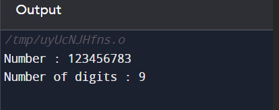 Output
/tmp/uyUcNJHfns.o
Number : 123456783
Number of digits : 9